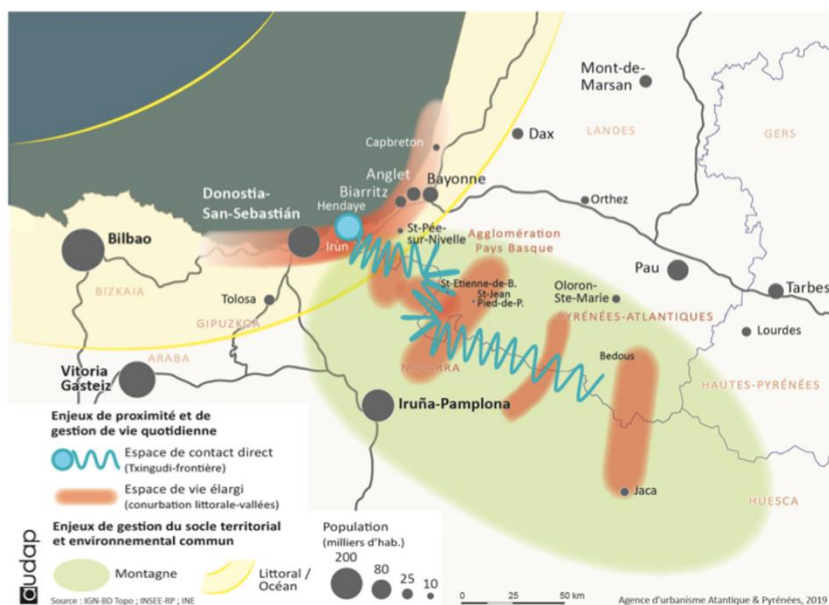 Mont-de-
Marsan
LANDES
GERS
Capbreton
Dax
Anglet
Bayonne
Biarritz
Orthez
Donostia-
San-Sebastián
Hendaye
Irún
St-Pée-
sur-Nivelle
Agglomération
Pays Basque
Bilbao
BIZKAIA
Pau
Tarbes
St-Etienne-de-B.
St-Jean
Pied-de-P.
Oloron-
Ste-Marie
PYRÉNÉES-ATLANTIQUES
Lourdes
Tolosa
GIPUZKOA
ARABA
Bedous
NAVARRA
HAUTES-PYRÉNÉES
Vitoria
Gasteiz
Iruña-Pamplona
Jaca
HUESCA
Enjeux de proximité et de
gestion de vie quotidienne
Espace de contact direct
(Txingudi-frontière)
Espace de vie élargi
(conurbation littorale-vallées)
Enjeux de gestion du socle territorial
et environnemental commun
Montagne
Littoral /
Océan
Population
(milliers d'hab.)
200
80
25
10
0 25 50 km
audap
Source : IGN-BD Topo ; INSEE-RP ; INE
Agence d'urbanisme Atantique & Pyrénées, 2019